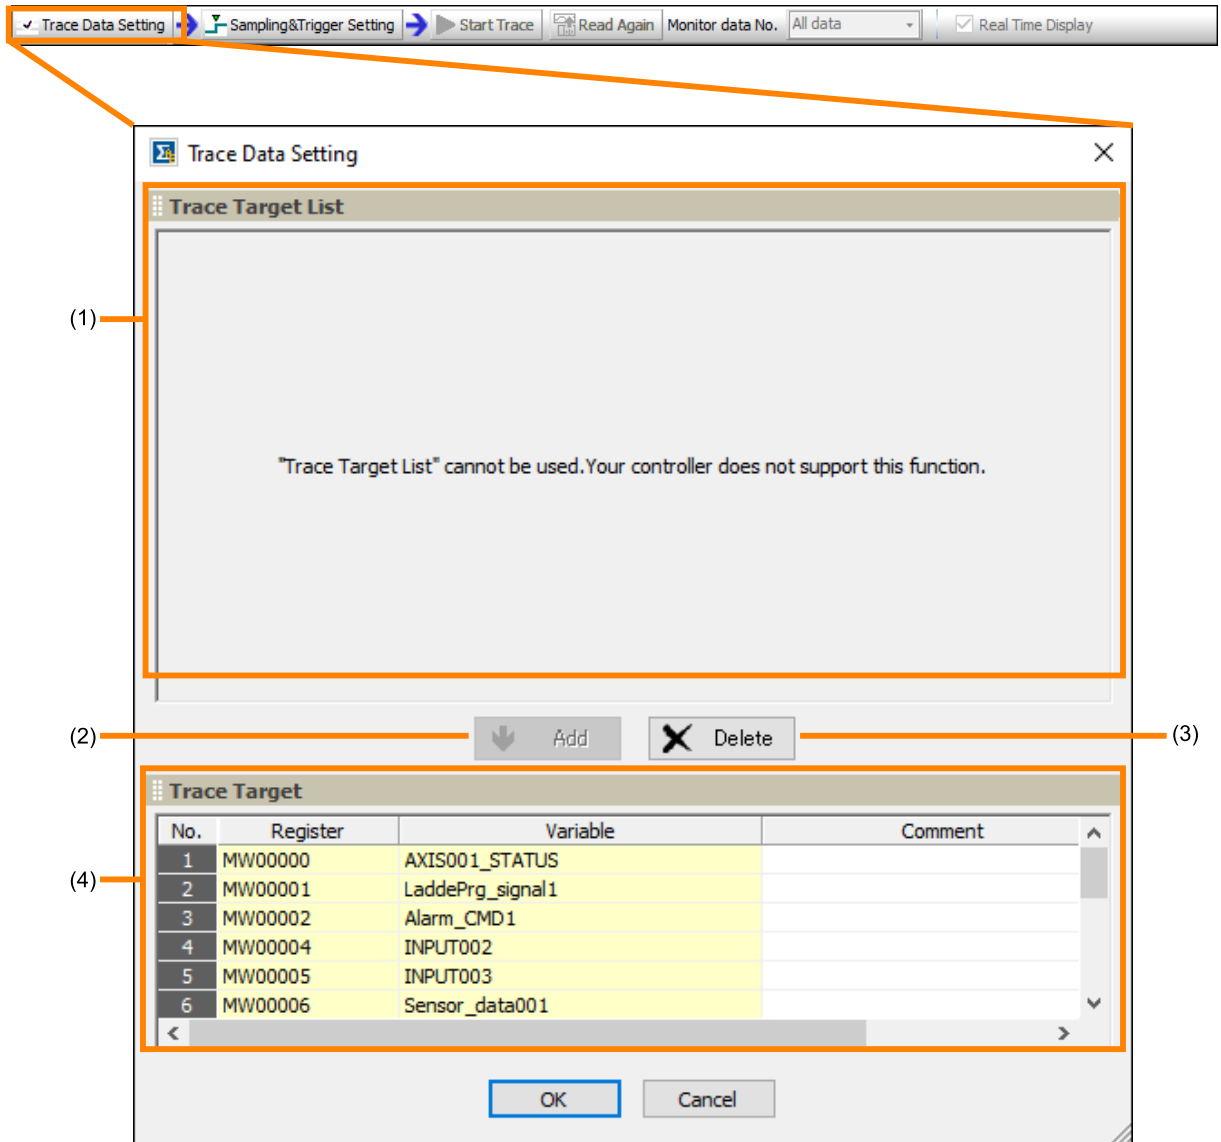 Trace Data Setting Sampling&Trigger Setting Start Trace Read Again Monitor data No. All data Real Time Display
Trace Data Setting
Trace Target List
(1)
"Trace Target List" cannot be used.Your controller does not support this function.
(2) Add Delete (3)
Trace Target
No. Register Variable Comment
1 MW00000 AXIS001_STATUS
(4)
2 MW00001 LaddePrg_signal1
3 MW00002 Alarm_CMD1
4 MW00004 INPUT002
5 MW00005 INPUT003
6 MW00006 Sensor_data001
OK Cancel